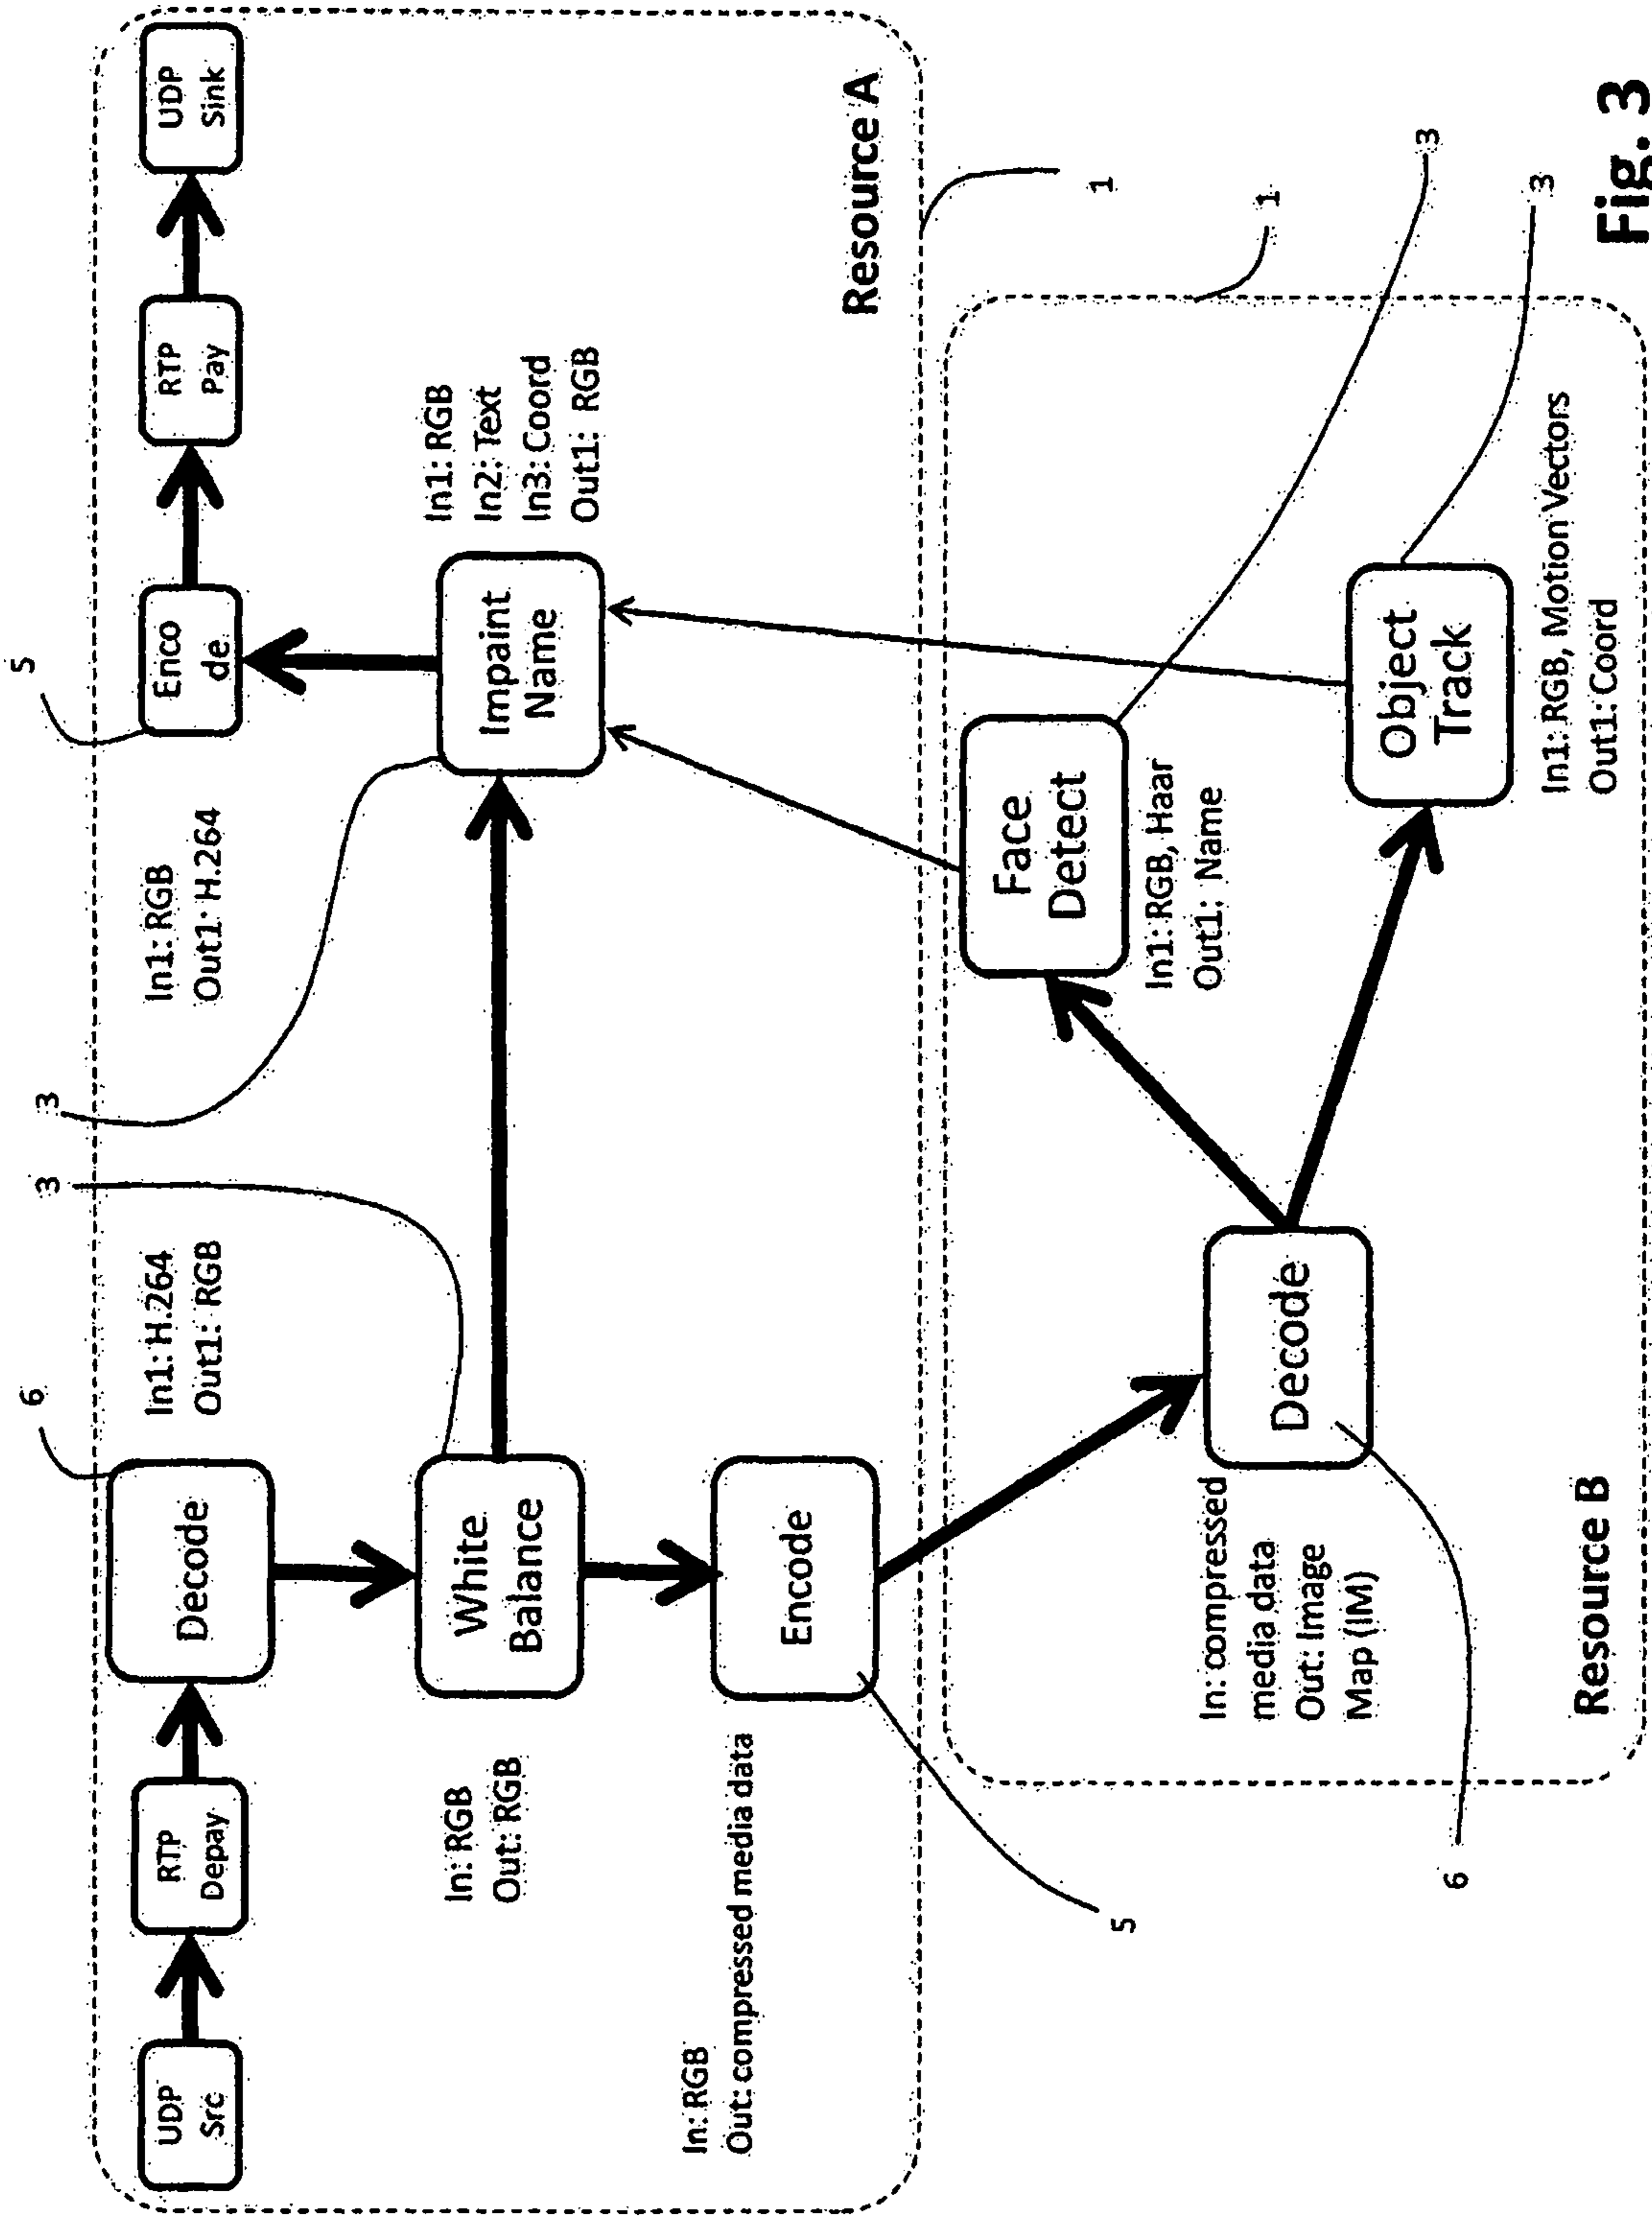 5
3
3
6
UDP
Src
RTP
Depay
Decode
In1: H.264
Out1: RGB
In1: RGB
Out1: H.264
Enco
de
RTP
Pay
UDP
Sink
In: RGB
Out: RGB
White
Balance
Impaint
Name
In1: RGB
In2: Text
In3: Coord
Out1: RGB
In: RGB
Out: compressed media data
Encode
Resource A
1
5
Face
Detect
In1: RGB, Haar
Out1: Name
1
In: compressed
media data
Out: Image
Map (IM)
Decode
3
Object
Track
In1: RGB, Motion Vectors
Out1: Coord
3
6
Resource B
Fig. 3